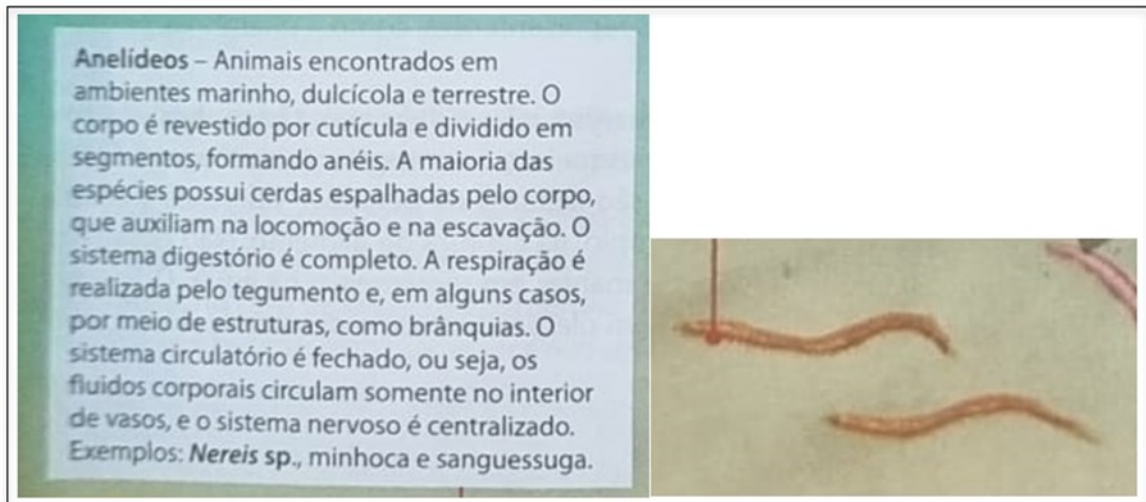 Anelídeos – Animais encontrados em
ambientes marinho, dulcícola e terrestre. O
corpo é revestido por cutícula e dividido em
segmentos, formando anéis. A maioria das
espécies possui cerdas espalhadas pelo corpo,
que auxiliam na locomoção e na escavação. O
sistema digestório é completo. A respiração é
realizada pelo tegumento e, em alguns casos,
por meio de estruturas, como brânquias. O
sistema circulatório é fechado, ou seja, os
fluidos corporais circulam somente no interior
de vasos, e o sistema nervoso é centralizado.
Exemplos: Nereis sp., minhoca e sanguessuga.